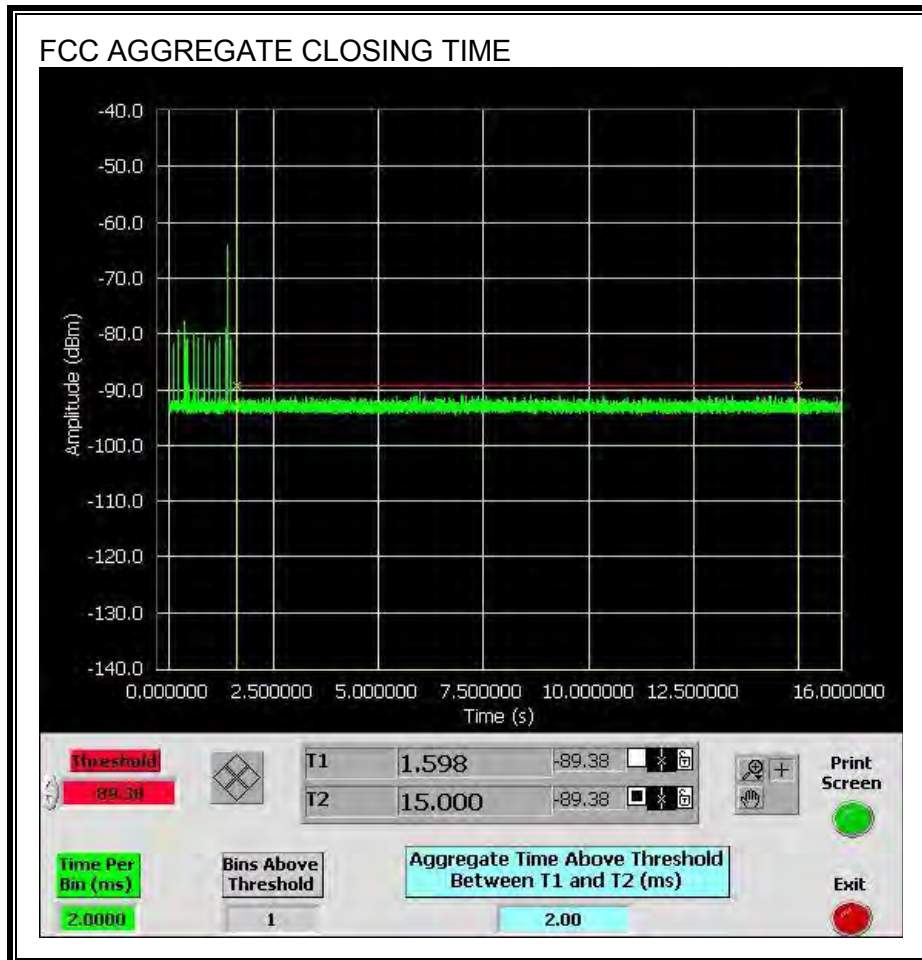 FCC AGGREGATE CLOSING TIME
-40.0
-50.0
-60.0
-70.0
-80.0
-90.0
-100.0
-110.0
-120.0
-130.0
-140.0
Amplitude (dBm)
0.000000 2.500000 5.000000 7.500000 10.000000 12.500000 16.000000
Time (s)
Threshold
-89.38
T1 1.598 -89.38
T2 15.000 -89.38
Print
Screen
Time Per
Bin (ms)
2.0000
Bins Above
Threshold
1
Aggregate Time Above Threshold
Between T1 and T2 (ms)
2.00
Exit